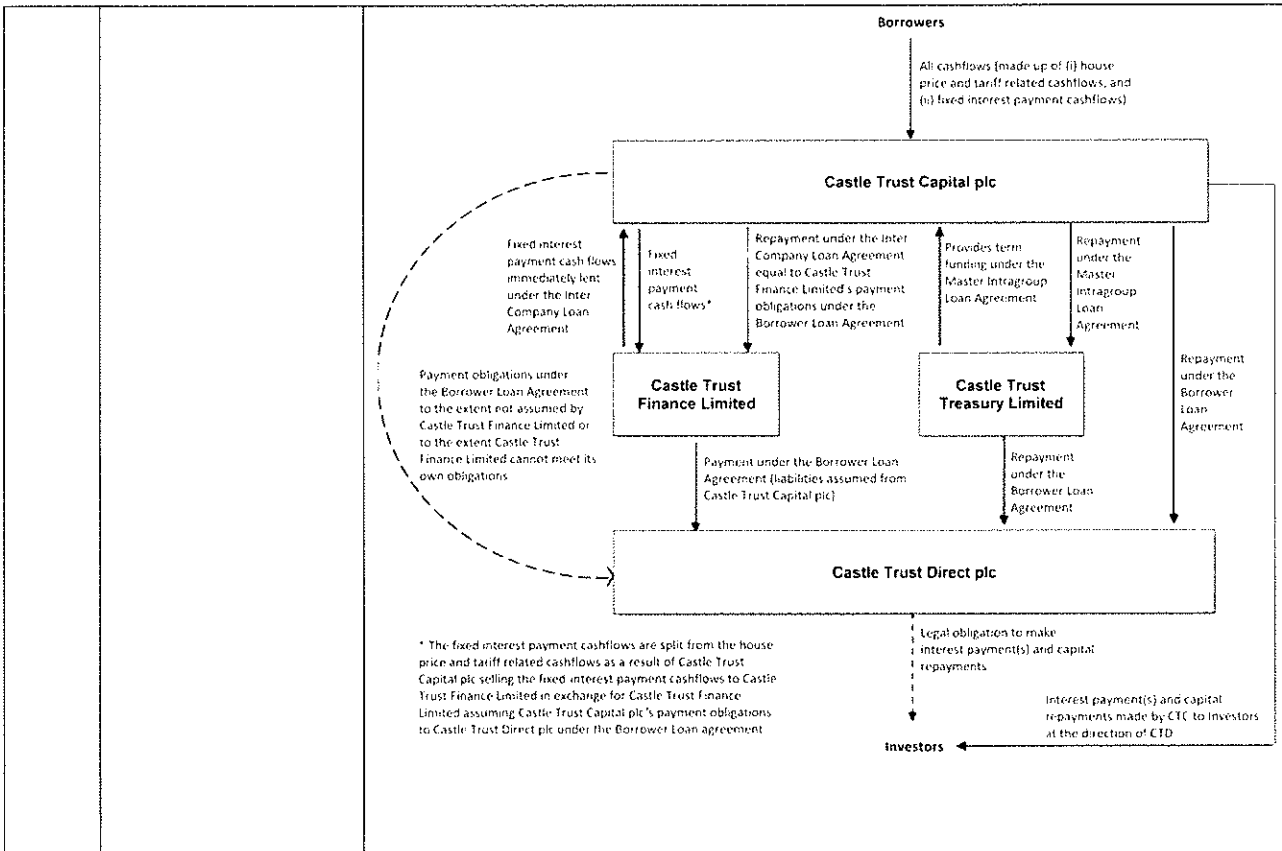 Borrowers
All cashflows (made up of (i) house
price and tariff related cashflows, and
(ii) fixed interest payment cashflows)
Castle Trust Capital plc
Fixed interest
payment cash flows
immediately lent
under the Inter
Company Loan
Agreement
Fixed
interest
payment
cash flows*
Repayment under the Inter
Company Loan Agreement
equal to Castle Trust
Finance Limited's payment
obligations under the
Borrower Loan Agreement
Provides term
funding under the
Master Intragroup
Loan Agreement
Repayment
under the
Master
Intragroup
Loan
Agreement
Repayment
under the
Borrower
Loan
Agreement
Payment obligations under
the Borrower Loan Agreement
to the extent not assumed by
Castle Trust Finance Limited or
to the extent Castle Trust
Finance Limited cannot meet its
own obligations
Castle Trust
Finance Limited
Castle Trust
Treasury Limited
Payment under the Borrower Loan
Agreement (liabilities assumed from
Castle Trust Capital plc)
Repayment
under the
Borrower Loan
Agreement
Castle Trust Direct plc
* The fixed interest payment cashflows are split from the house
price and tariff related cashflows as a result of Castle Trust
Capital plc selling the fixed interest payment cashflows to Castle
Trust Finance Limited in exchange for Castle Trust Finance
Limited assuming Castle Trust Capital plc's payment obligations
to Castle Trust Direct plc under the Borrower Loan agreement
Legal obligation to make
interest payment(s) and capital
repayments
Interest payment(s) and capital
repayments made by CTC to Investors
at the direction of CTD
Investors